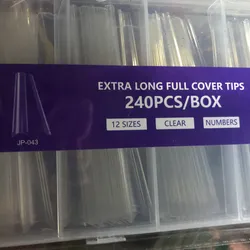 EXTRA LONG FULL COVER TIPS
240PCS/BOX
12 SIZES CLEAR NUMBERS
JP-043